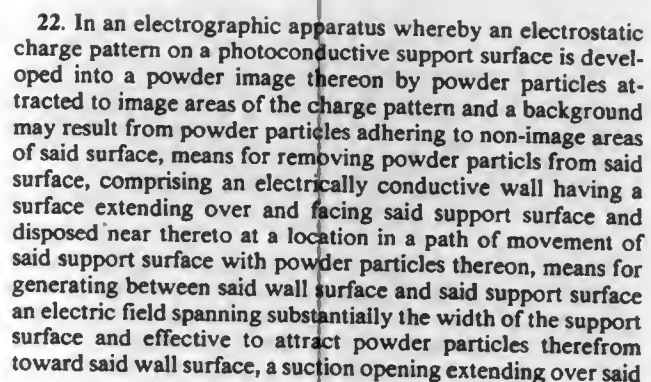 22. In an electrographic apparatus whereby an electrostatic
charge pattern on a photoconductive support surface is devel-
oped into a powder image thereon by powder particles at-
tracted to image areas of the charge pattern and a background
may result from powder particles adhering to non-image areas
of said surface, means for removing powder particls from said
surface, comprising an electrically conductive wall having a
surface extending over and facing said support surface and
disposed near thereto at a location in a path of movement of
said support surface with powder particles thereon, means for
generating between said wall surface and said support surface
an electric field spanning substantially the width of the support
surface and effective to attract powder particles therefrom
toward said wall surface, a suction opening extending over said